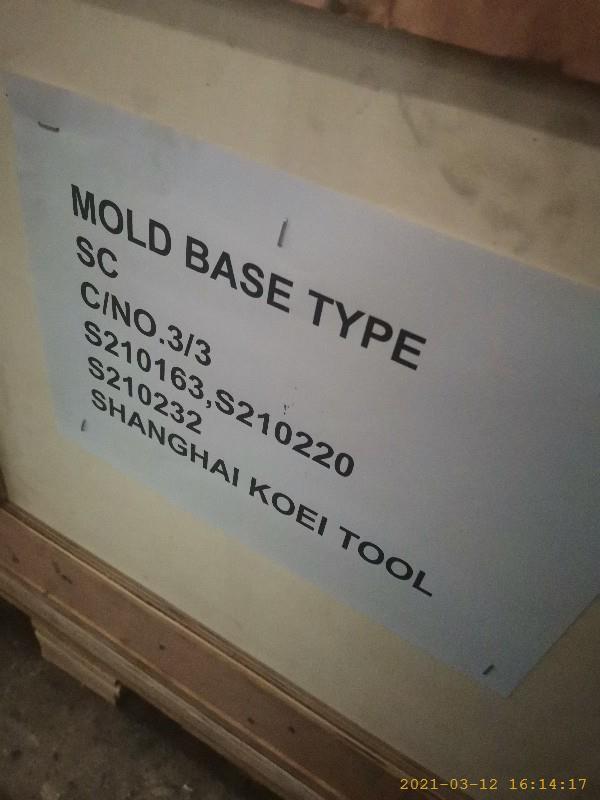 MOLD BASE TYPE
SC
C/NO.3/3
S210163,S210220
S210232
SHANGHAI KOEI TOOL
2021-03-12 16:14:17